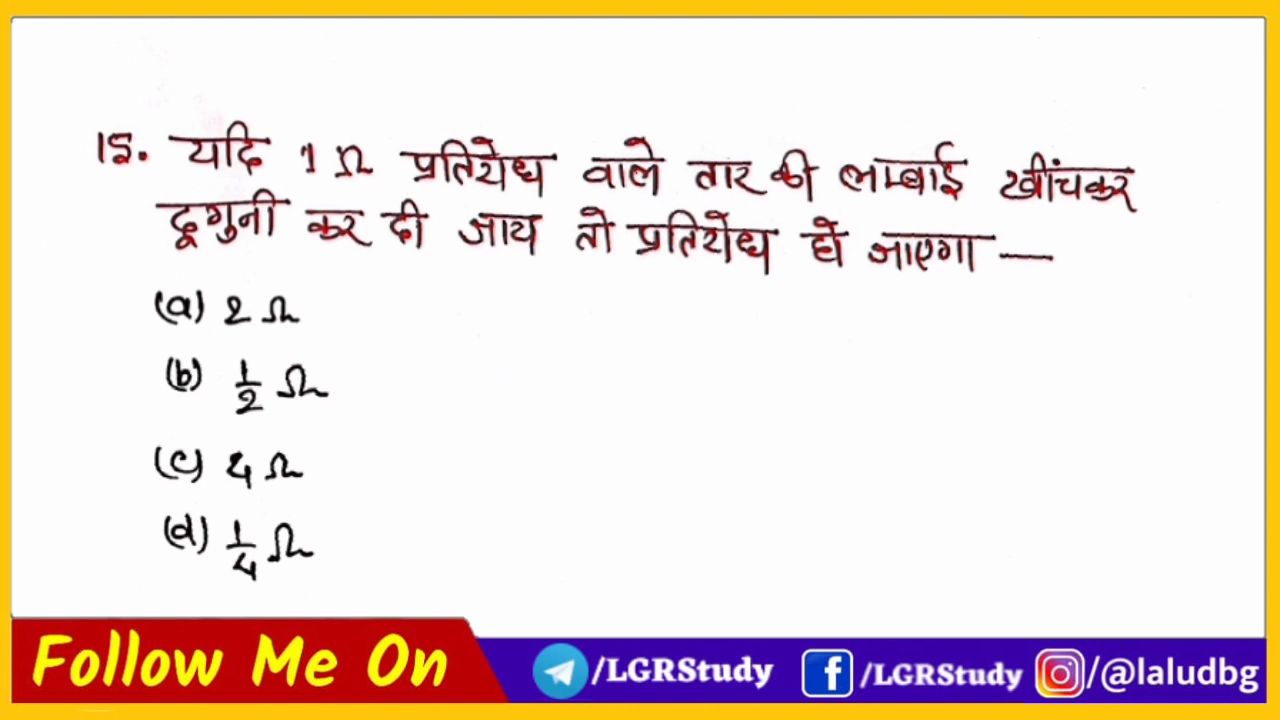 15. यदि 1 Ω प्रतिरोध वाले तार की लम्बाई खींचकर
दूगुनी कर दी जाय तो प्रतिरोध हो जाएगा —
(a) 2 Ω
(b) 1/2 Ω
(c) 4 Ω
(d) 1/4 Ω
Follow Me On /LGRStudy /LGRStudy /@laludbg